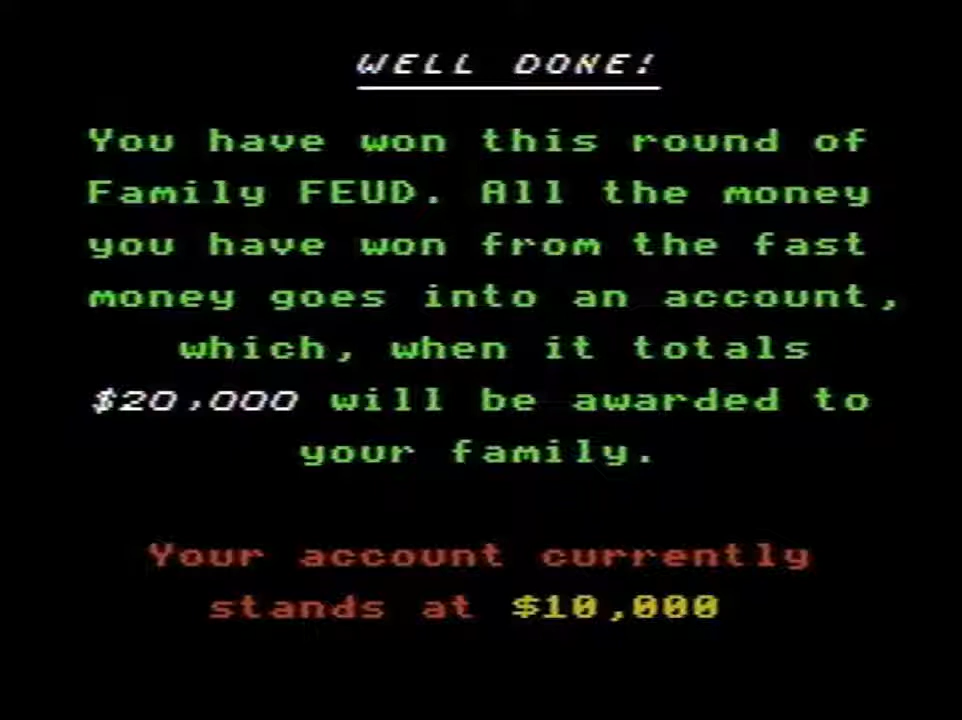 WELL DONE!
You have won this round of
Family FEUD. All the money
you have won from the fast
money goes into an account,
which, when it totals
$20,000 will be awarded to
your family.
Your account currently
stands at $10,000